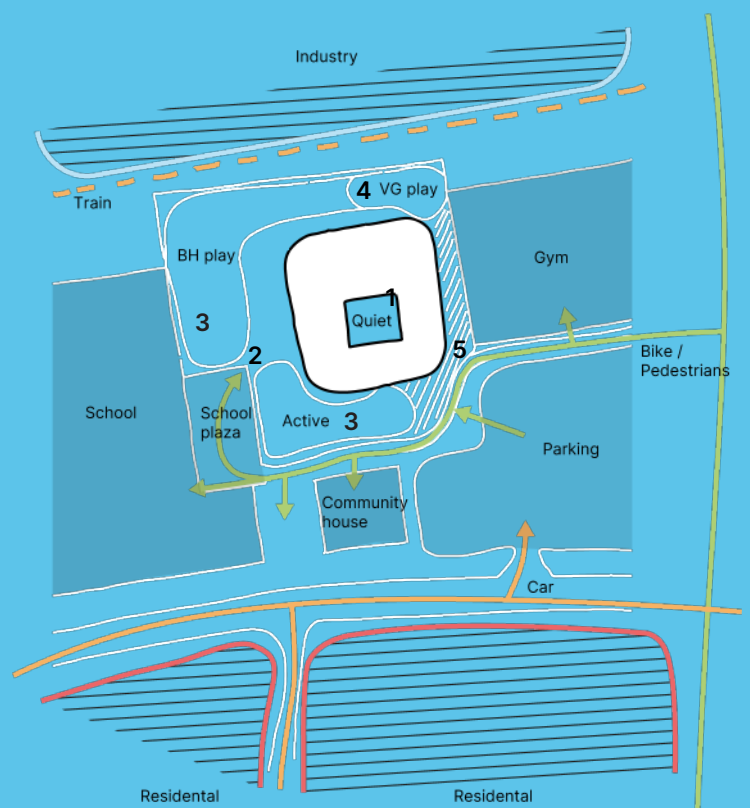 Industry
Train
4 VG play
BH play
Gym
1
Quiet
3
2
5
Bike /
Pedestrians
School
School
plaza
Active 3
Parking
Community
house
Car
Residental
Residental